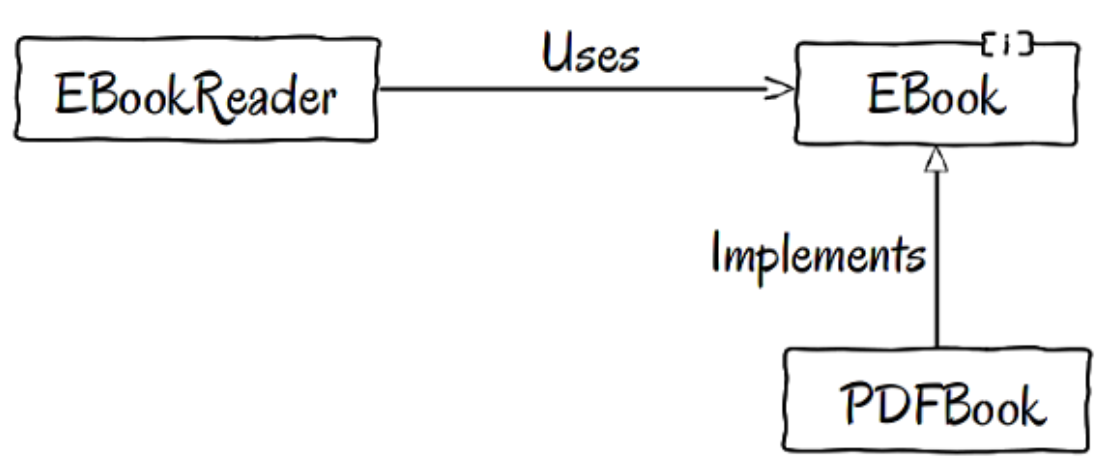 Uses
[i]
EBookReader
EBook
Implements
PDFBook